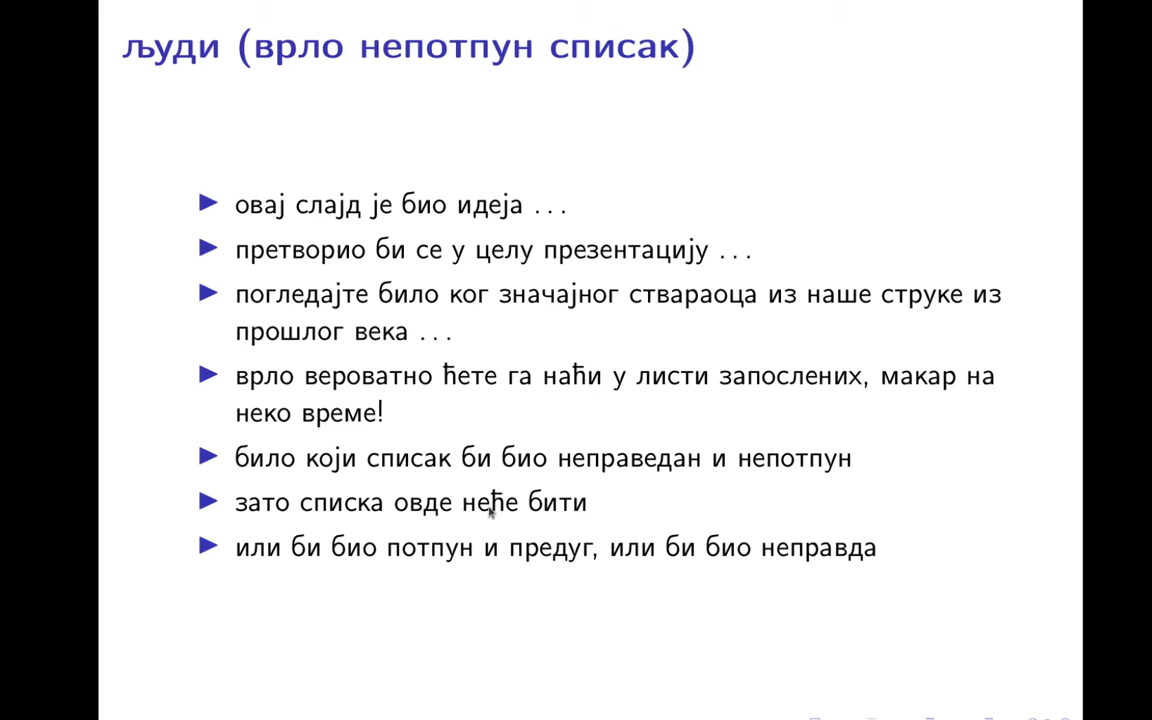 људи (врло непотпун списак)
овај слајд је био идеја ...
претворио би се у целу презентацију ...
погледајте било ког значајног ствараоца из наше струке из
прошлог века ...
врло вероватно ћете га наћи у листи запослених, макар на
неко време!
било који списак би био неправедан и непотпун
зато списка овде неће бити
или би био потпун и предуг, или би био неправда